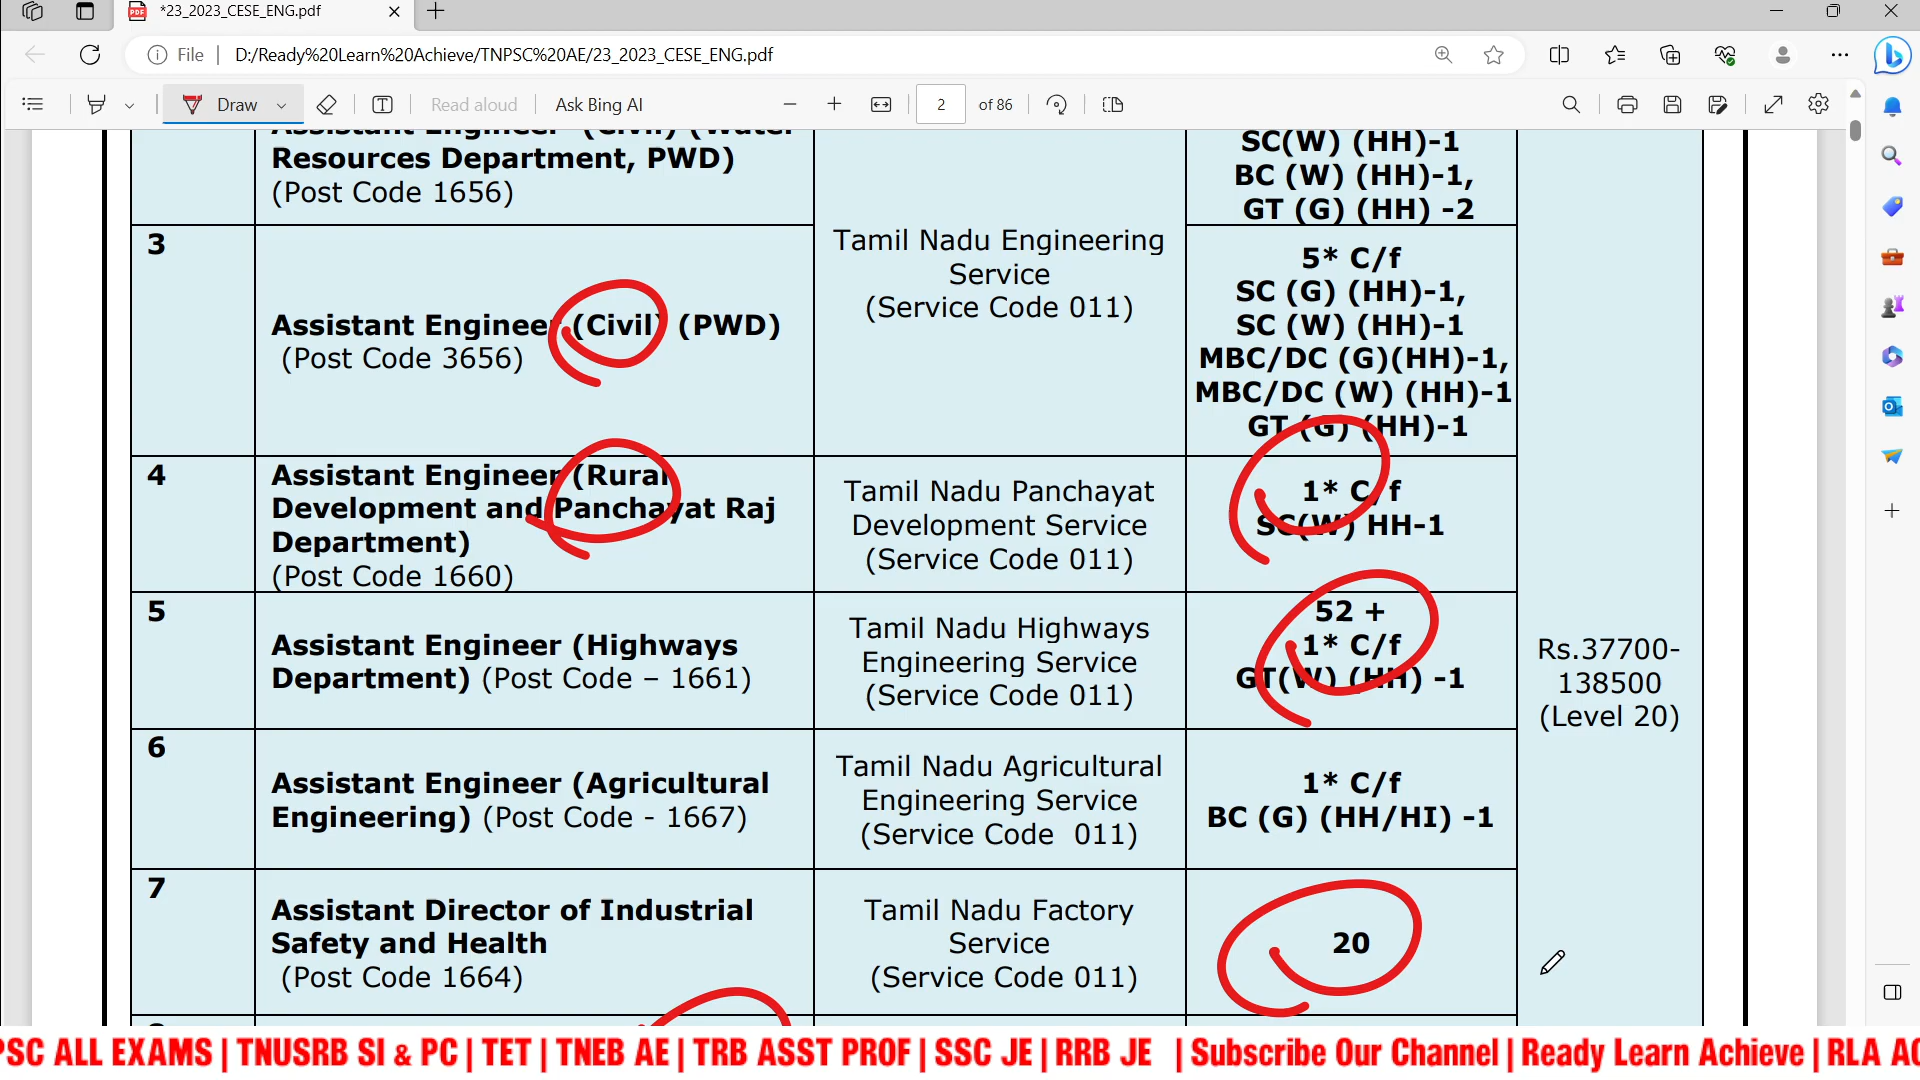 *23_2023_CESE_ENG.pdf
File | D:/Ready%20Learn%20Achieve/TNPSC%20AE/23_2023_CESE_ENG.pdf
Draw
Read aloud
Ask Bing AI
2 of 86
Assistant Engineer (Civil) (Water
Resources Department, PWD)
(Post Code 1656)
SC(W) (HH)-1
BC (W) (HH)-1,
GT (G) (HH) -2
3
Assistant Engineer (Civil) (PWD)
(Post Code 3656)
Tamil Nadu Engineering
Service
(Service Code 011)
5* C/f
SC (G) (HH)-1,
SC (W) (HH)-1
MBC/DC (G)(HH)-1,
MBC/DC (W) (HH)-1
GT (G) (HH)-1
4
Assistant Engineer (Rural
Development and Panchayat Raj
Department)
(Post Code 1660)
Tamil Nadu Panchayat
Development Service
(Service Code 011)
1* C/f
SC(W) HH-1
5
Assistant Engineer (Highways
Department) (Post Code – 1661)
Tamil Nadu Highways
Engineering Service
(Service Code 011)
52 +
1* C/f
GT(W) (HH) -1
Rs.37700-
138500
(Level 20)
6
Assistant Engineer (Agricultural
Engineering) (Post Code - 1667)
Tamil Nadu Agricultural
Engineering Service
(Service Code 011)
1* C/f
BC (G) (HH/HI) -1
7
Assistant Director of Industrial
Safety and Health
(Post Code 1664)
Tamil Nadu Factory
Service
(Service Code 011)
20
PSC ALL EXAMS | TNUSRB SI & PC | TET | TNEB AE | TRB ASST PROF | SSC JE | RRB JE | Subscribe Our Channel | Ready Learn Achieve | RLA AC